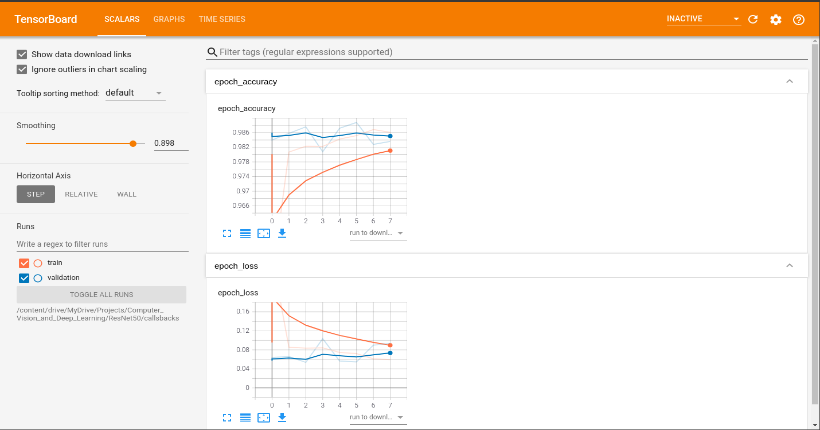 TensorBoard SCALARS GRAPHS TIME SERIES INACTIVE
Show data download links
Ignore outliers in chart scaling
Tooltip sorting method: default
Smoothing
0.898
Horizontal Axis
STEP RELATIVE WALL
Runs
Write a regex to filter runs
train
validation
TOGGLE ALL RUNS
/content/drive/MyDrive/Projects/Computer_
Vision_and_Deep_Learning/ResNet50/callsbacks
Filter tags (regular expressions supported)
epoch_accuracy
epoch_accuracy
0.986
0.982
0.978
0.974
0.97
0.966
0 1 2 3 4 5 6 7
run to downl...
epoch_loss
epoch_loss
0.16
0.12
0.08
0.04
0
0 1 2 3 4 5 6 7
run to downl...